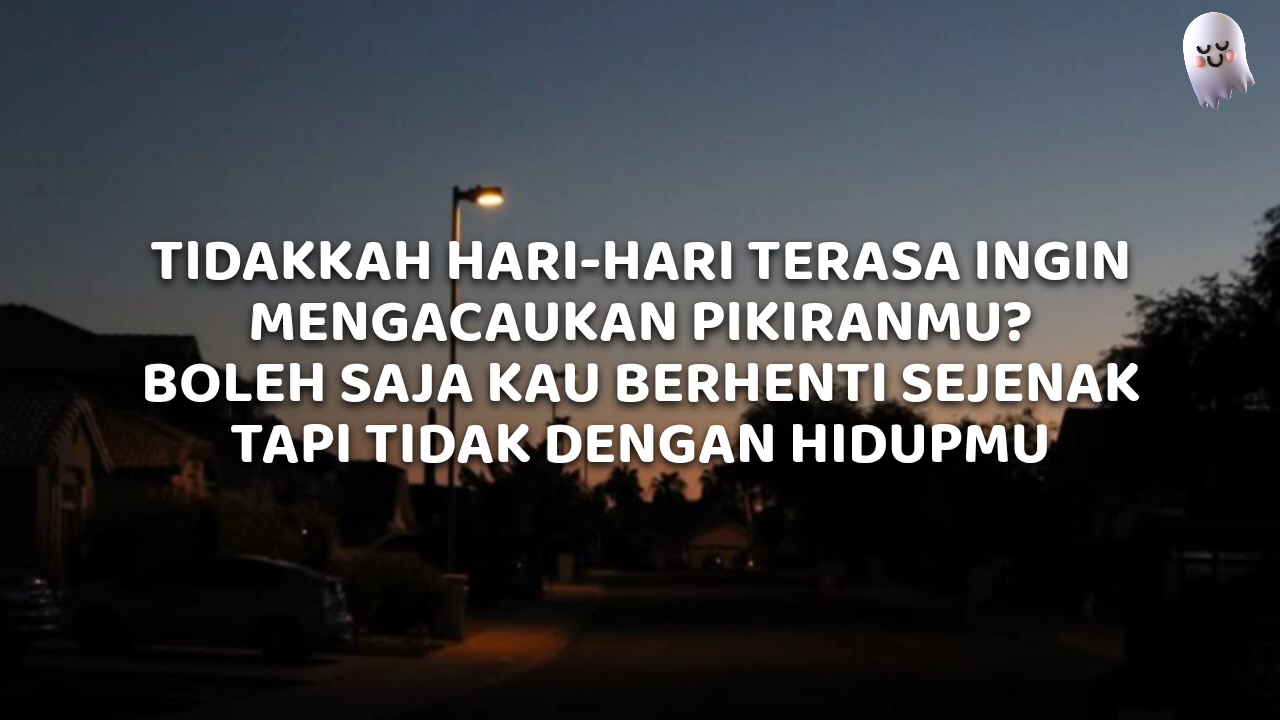 TIDAKKAH HARI-HARI TERASA INGIN
MENGACAUKAN PIKIRANMU?
BOLEH SAJA KAU BERHENTI SEJENAK
TAPI TIDAK DENGAN HIDUPMU